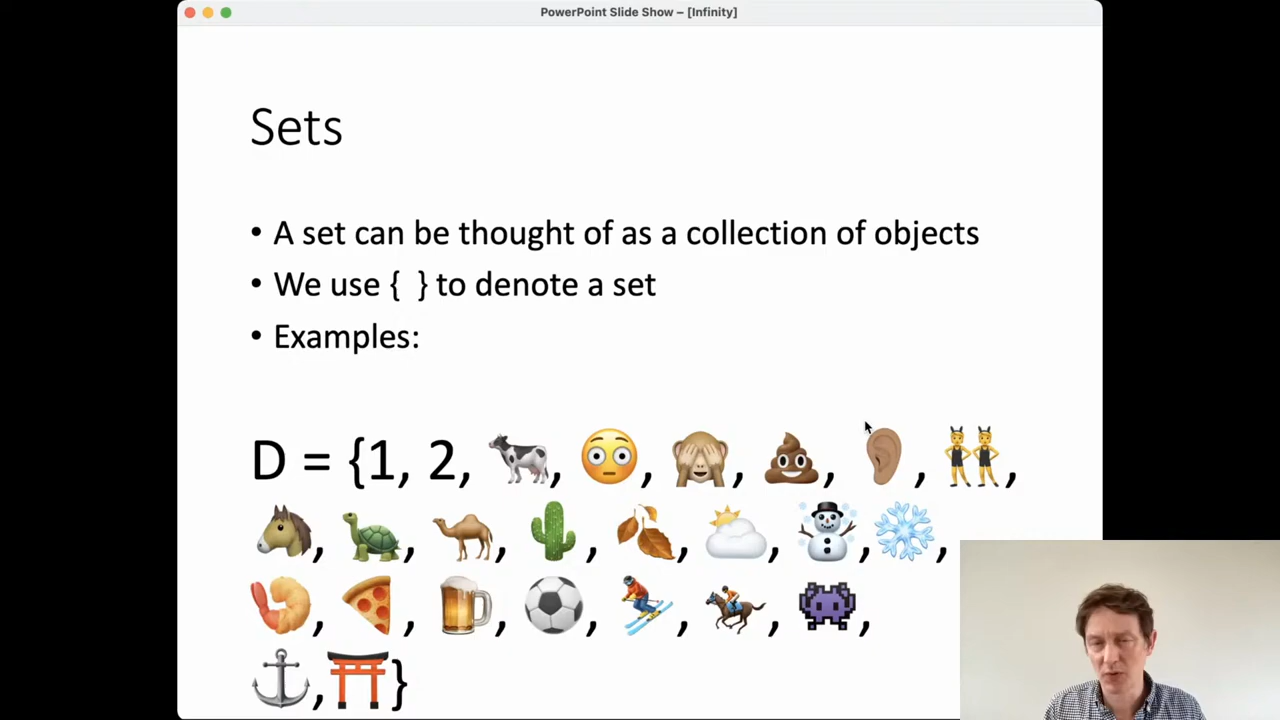 PowerPoint Slide Show – [Infinity]
Sets
• A set can be thought of as a collection of objects
• We use { } to denote a set
• Examples:
D = {1, 2, 🐄, 😳, 🙈, 💩, 👂, 👯,
🐴, 🐢, 🐪, 🌵, 🍂, 🌤, ☃️, ❄️,
🍤, 🍕, 🍺, ⚽, ⛷, 🏇, 👾,
⚓, ⛩}